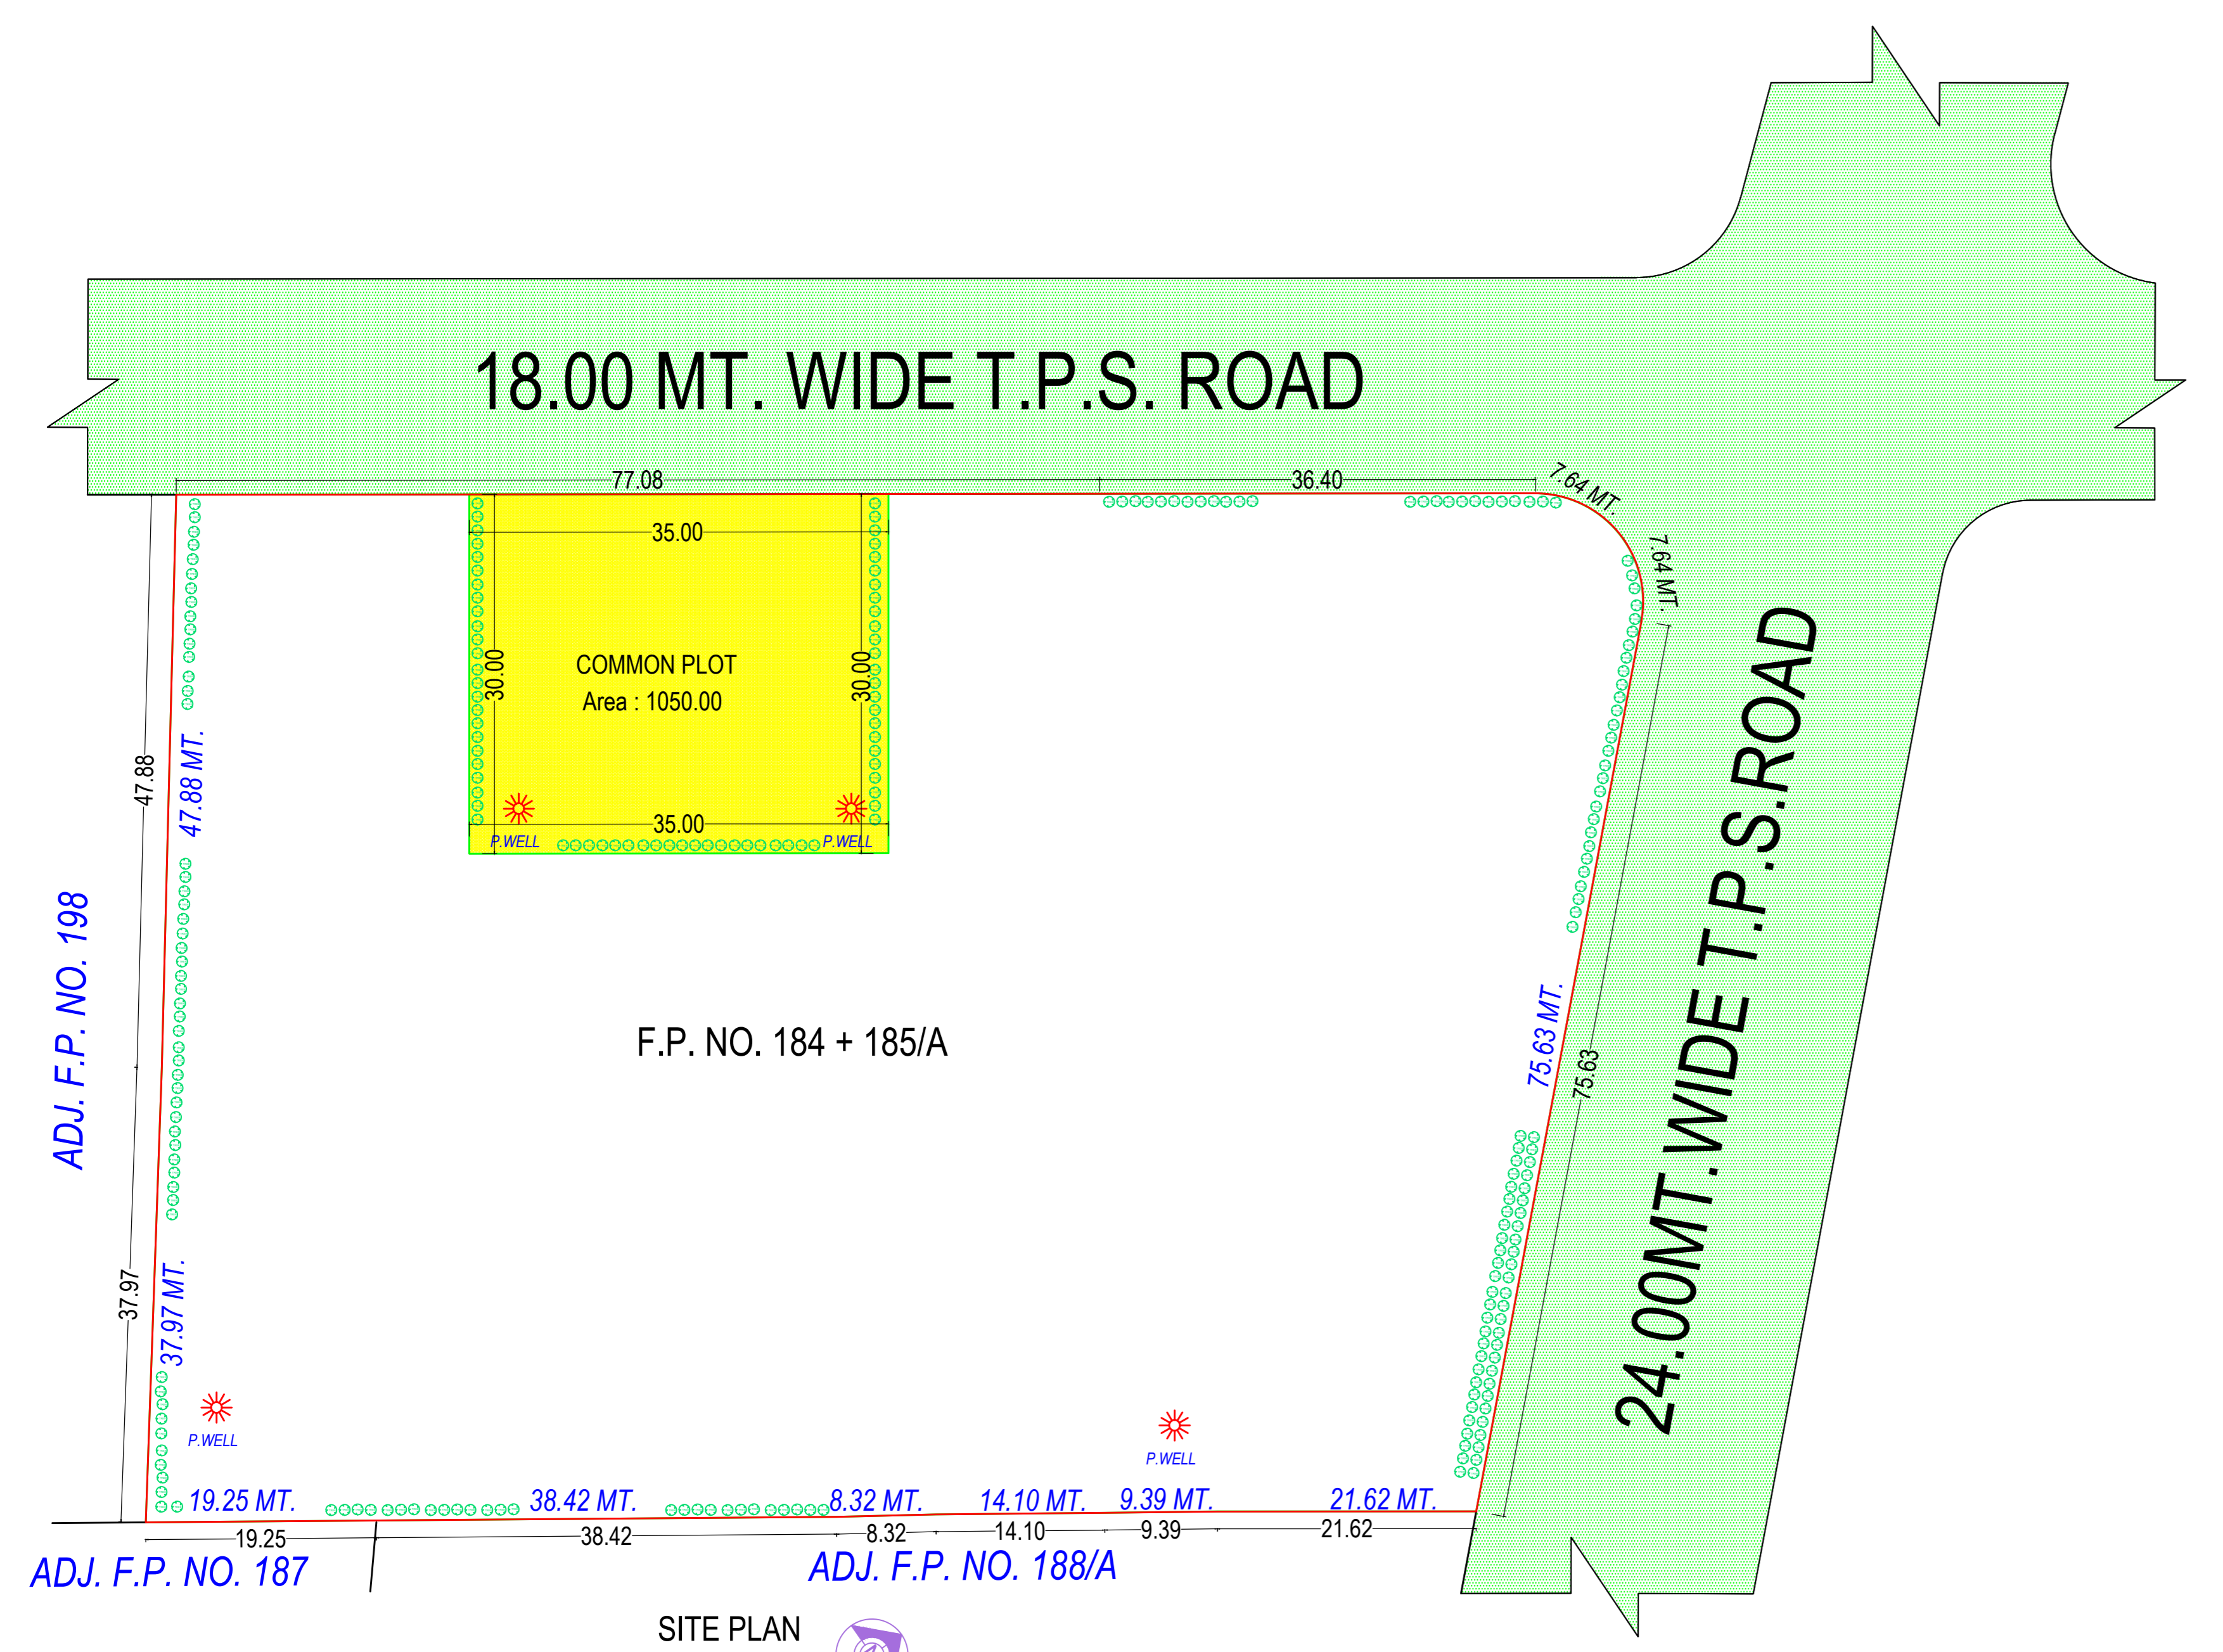 18.00 MT. WIDE T.P.S. ROAD
77.08
36.40
7.64 MT.
7.64 MT.
35.00
30.00
30.00
COMMON PLOT
Area : 1050.00
35.00
P.WELL
P.WELL
47.88
47.88 MT.
ADJ. F.P. NO. 198
F.P. NO. 184 + 185/A
75.63 MT.
75.63
24.00MT.WIDE T.P.S.ROAD
37.97
37.97 MT.
P.WELL
P.WELL
19.25 MT.
38.42 MT.
8.32 MT.
14.10 MT.
9.39 MT.
21.62 MT.
19.25
38.42
8.32
14.10
9.39
21.62
ADJ. F.P. NO. 187
ADJ. F.P. NO. 188/A
SITE PLAN